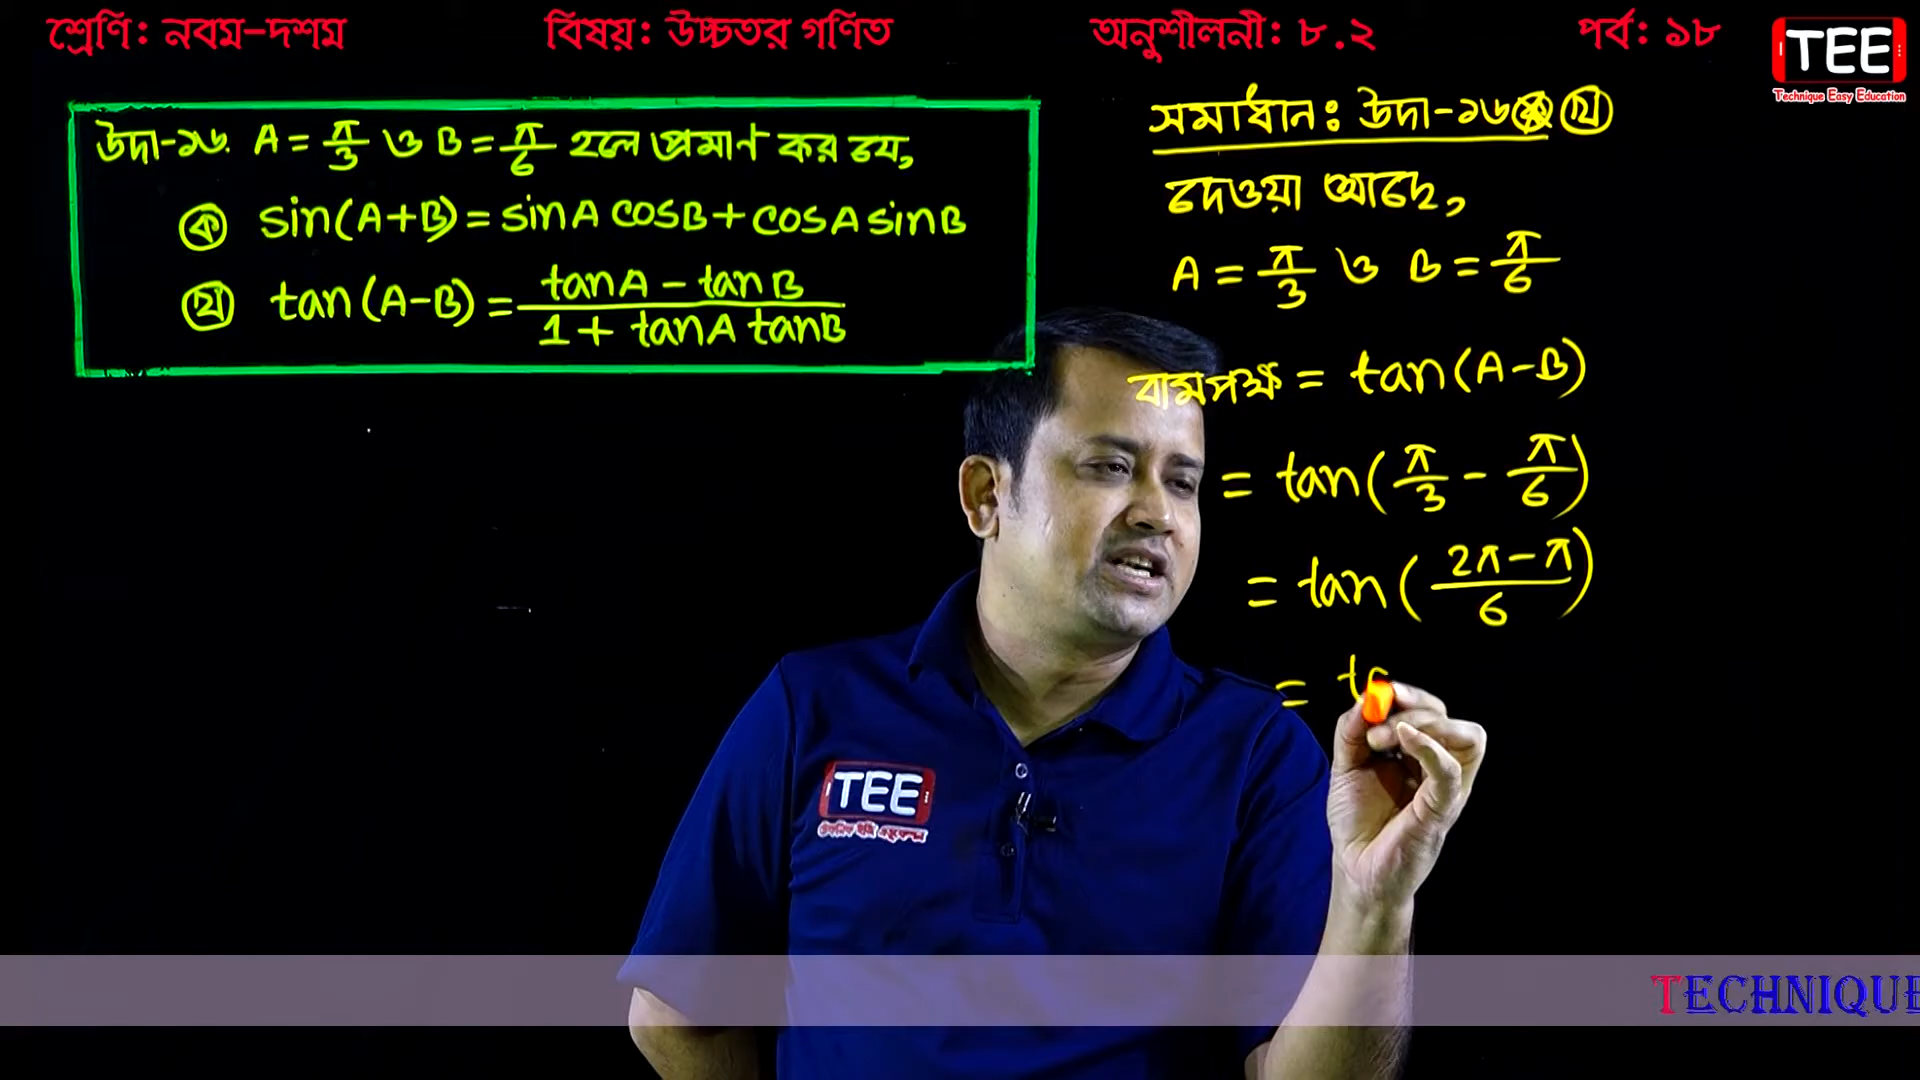 শ্রেণি: নবম-দশম
বিষয়: উচ্চতর গণিত
অনুশীলনী: ৮.২
পর্ব: ১৮
TEE
Technique Easy Education
উদা-১৬. A = π/3 ও B = π/6 হলে প্রমাণ কর যে,
ক sin(A+B) = sinA cosB + cosA sinB
খ tan(A-B) = (tanA - tanB)/(1 + tanA tanB)
সমাধান: উদা-১৬ খ
দেওয়া আছে,
A = π/3 ও B = π/6
বামপক্ষ = tan(A-B)
= tan(π/3 - π/6)
= tan((2π-π)/6)
= ta
TEE
TECHNIQUE